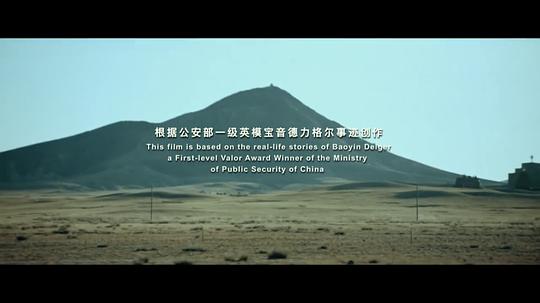 根据公安部一级英模宝音德力格尔事迹创作
This film is based on the real-life stories of Baoyin Delger
a First-level Valor Award Winner of the Ministry
of Public Security of China